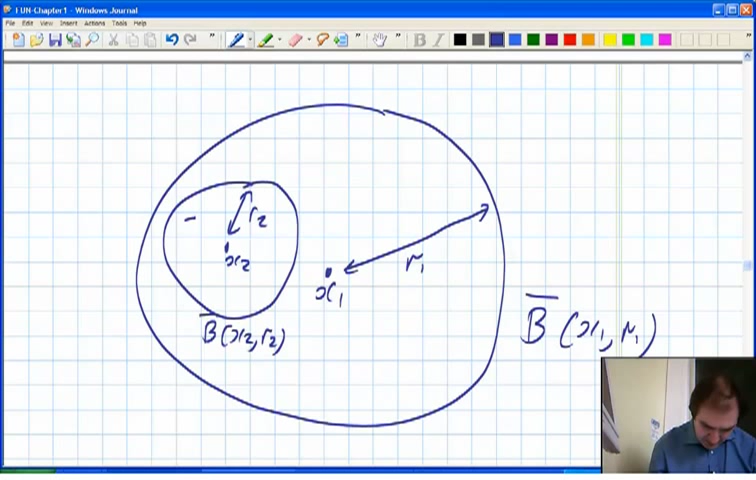 FUN-Chapter1 - Windows Journal
File Edit View Insert Actions Tools Help
B I
r₂
x₂
x₁
r₁
B̅(x₂, r₂)
B̅(x₁, r₁)